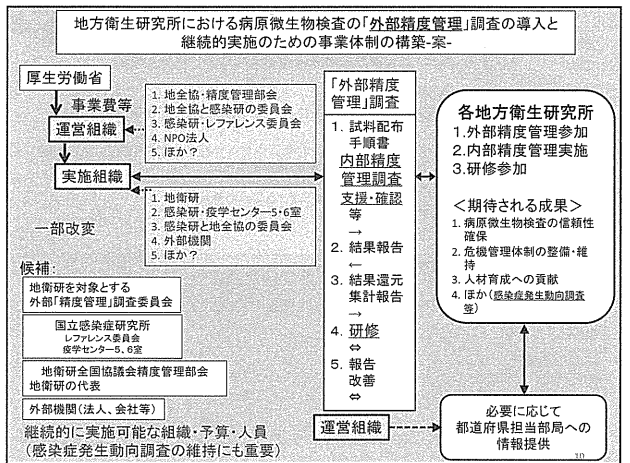 地方衛生研究所における病原微生物検査の「外部精度管理」調査の導入と
継続的実施のための事業体制の構築-案-
厚生労働省
事業費等
運営組織
実施組織
一部改変
1. 地全協・精度管理部会
2. 地全協と感染研の委員会
3. 感染研・レファレンス委員会
4. NPO法人
5. ほか?
1. 地衛研
2. 感染研・疫学センター5・6室
3. 感染研と地全協の委員会
4. 外部機関
5. ほか?
候補:
地衛研を対象とする
外部「精度管理」調査委員会
国立感染症研究所
レファレンス委員会
疫学センター5、6室
地衛研全国協議会精度管理部会
地衛研の代表
外部機関(法人、会社等)
継続的に実施可能な組織・予算・人員
(感染症発生動向調査の維持にも重要)
「外部精度
管理」調査
1. 試料配布
手順書
内部精度
管理調査
支援・確認
等
→
2. 結果報告
←
3. 結果還元
集計報告
→
4. 研修
⇔
5. 報告
改善
⇔
運営組織
各地方衛生研究所
1.外部精度管理参加
2.内部精度管理実施
3.研修参加
<期待される成果>
1. 病原微生物検査の信頼性
確保
2. 危機管理体制の整備・維
持
3. 人材育成への貢献
4. ほか(感染症発生動向調査
等)
必要に応じて
都道府県担当部局への
情報提供
10